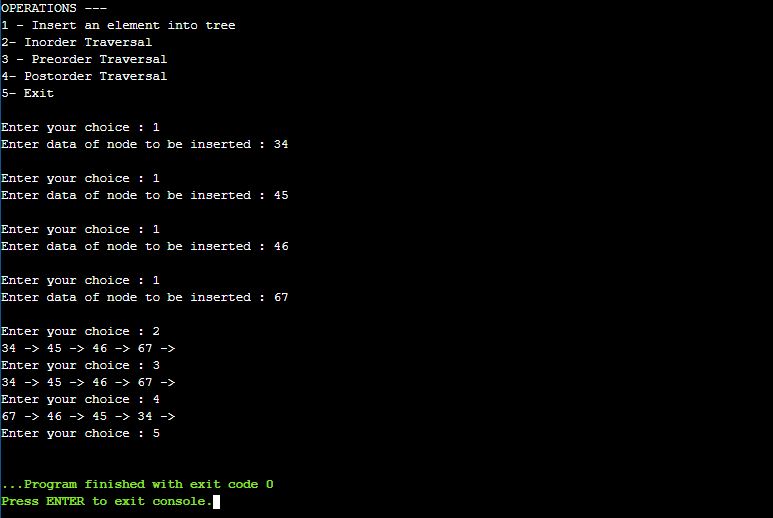 OPERATIONS ---
1 - Insert an element into tree
2- Inorder Traversal
3 - Preorder Traversal
4- Postorder Traversal
5- Exit
Enter your choice : 1
Enter data of node to be inserted : 34
Enter your choice : 1
Enter data of node to be inserted : 45
Enter your choice : 1
Enter data of node to be inserted : 46
Enter your choice : 1
Enter data of node to be inserted : 67
Enter your choice : 2
34 -> 45 -> 46 -> 67 ->
Enter your choice : 3
34 -> 45 -> 46 -> 67 ->
Enter your choice : 4
67 -> 46 -> 45 -> 34 ->
Enter your choice : 5
...Program finished with exit code 0
Press ENTER to exit console.